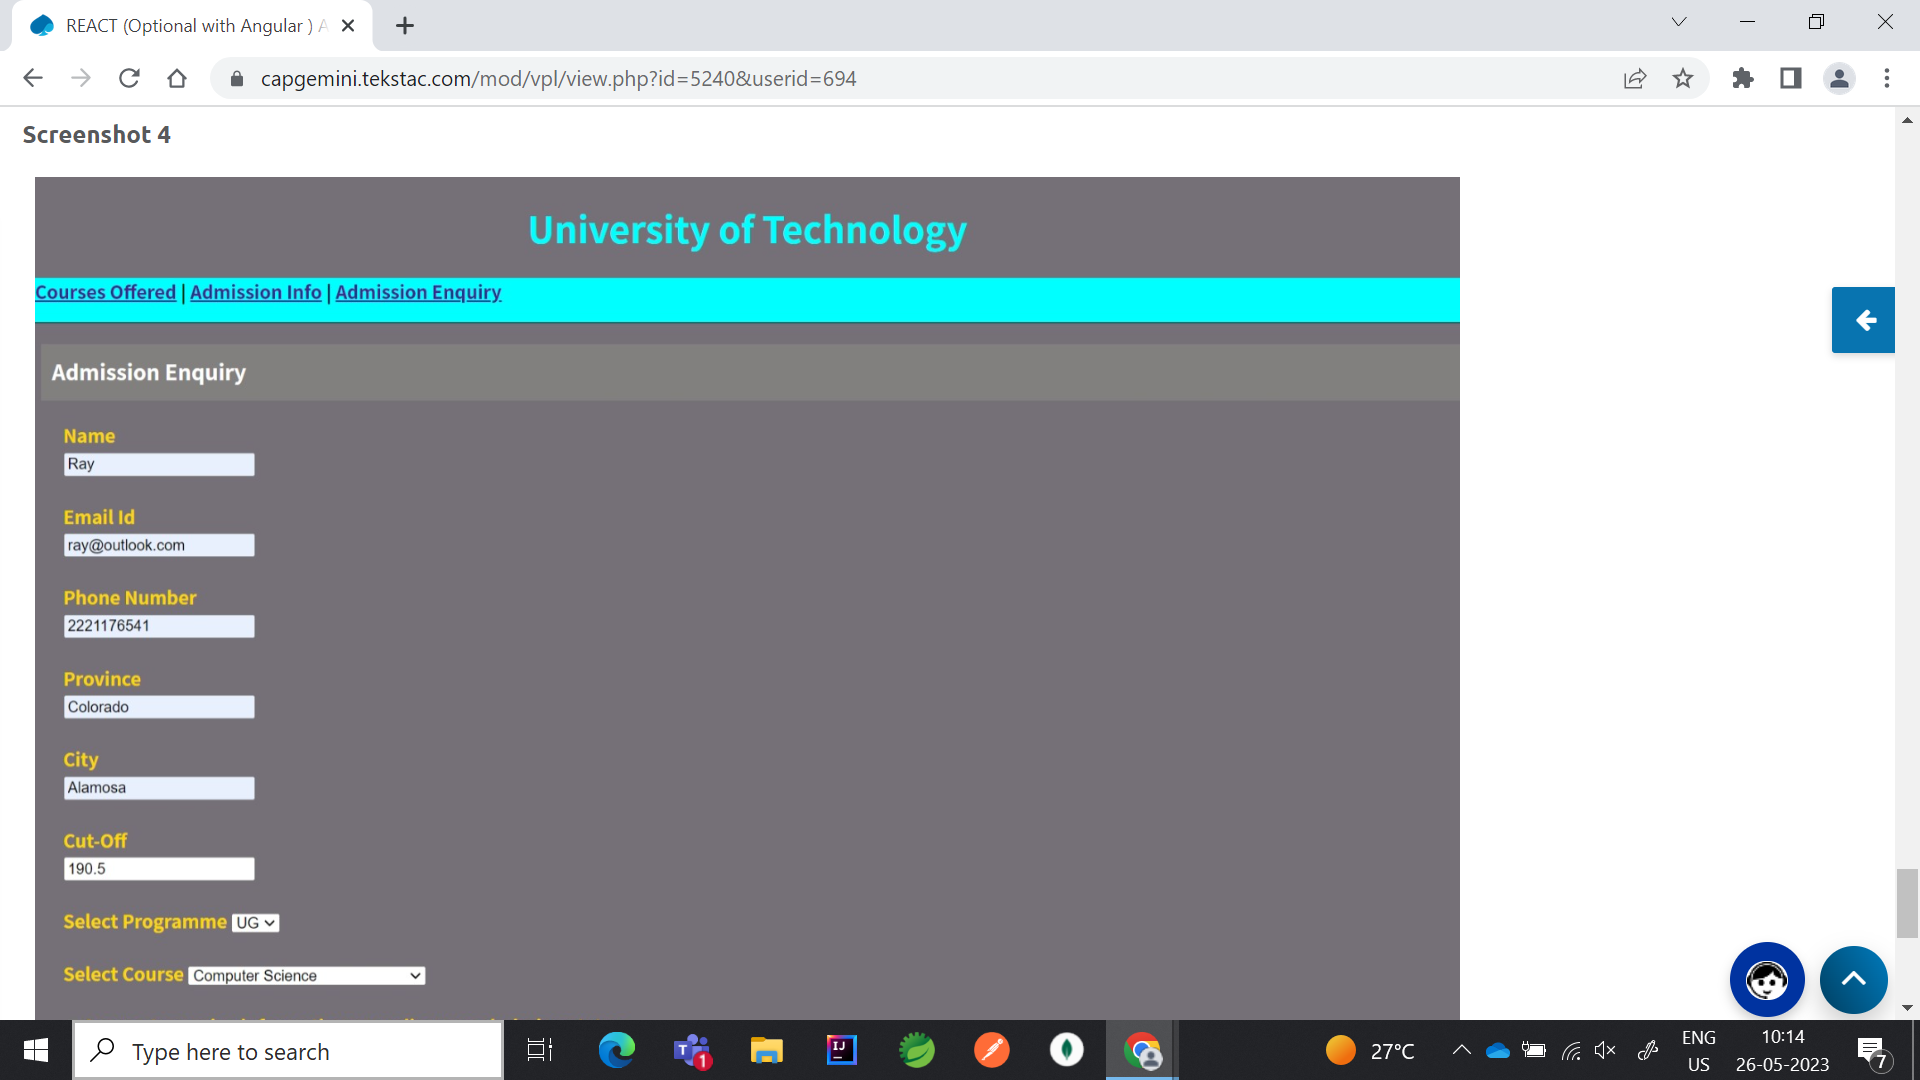 REACT (Optional with Angular )
capgemini.tekstac.com/mod/vpl/view.php?id=5240&userid=694
Screenshot 4
University of Technology
Courses Offered | Admission Info | Admission Enquiry
Admission Enquiry
Name
Ray
Email Id
ray@outlook.com
Phone Number
2221176541
Province
Colorado
City
Alamosa
Cut-Off
190.5
Select Programme UG
Select Course Computer Science
Type here to search
T 1
IJ
27°C
ENG
US
10:14
26-05-2023
7